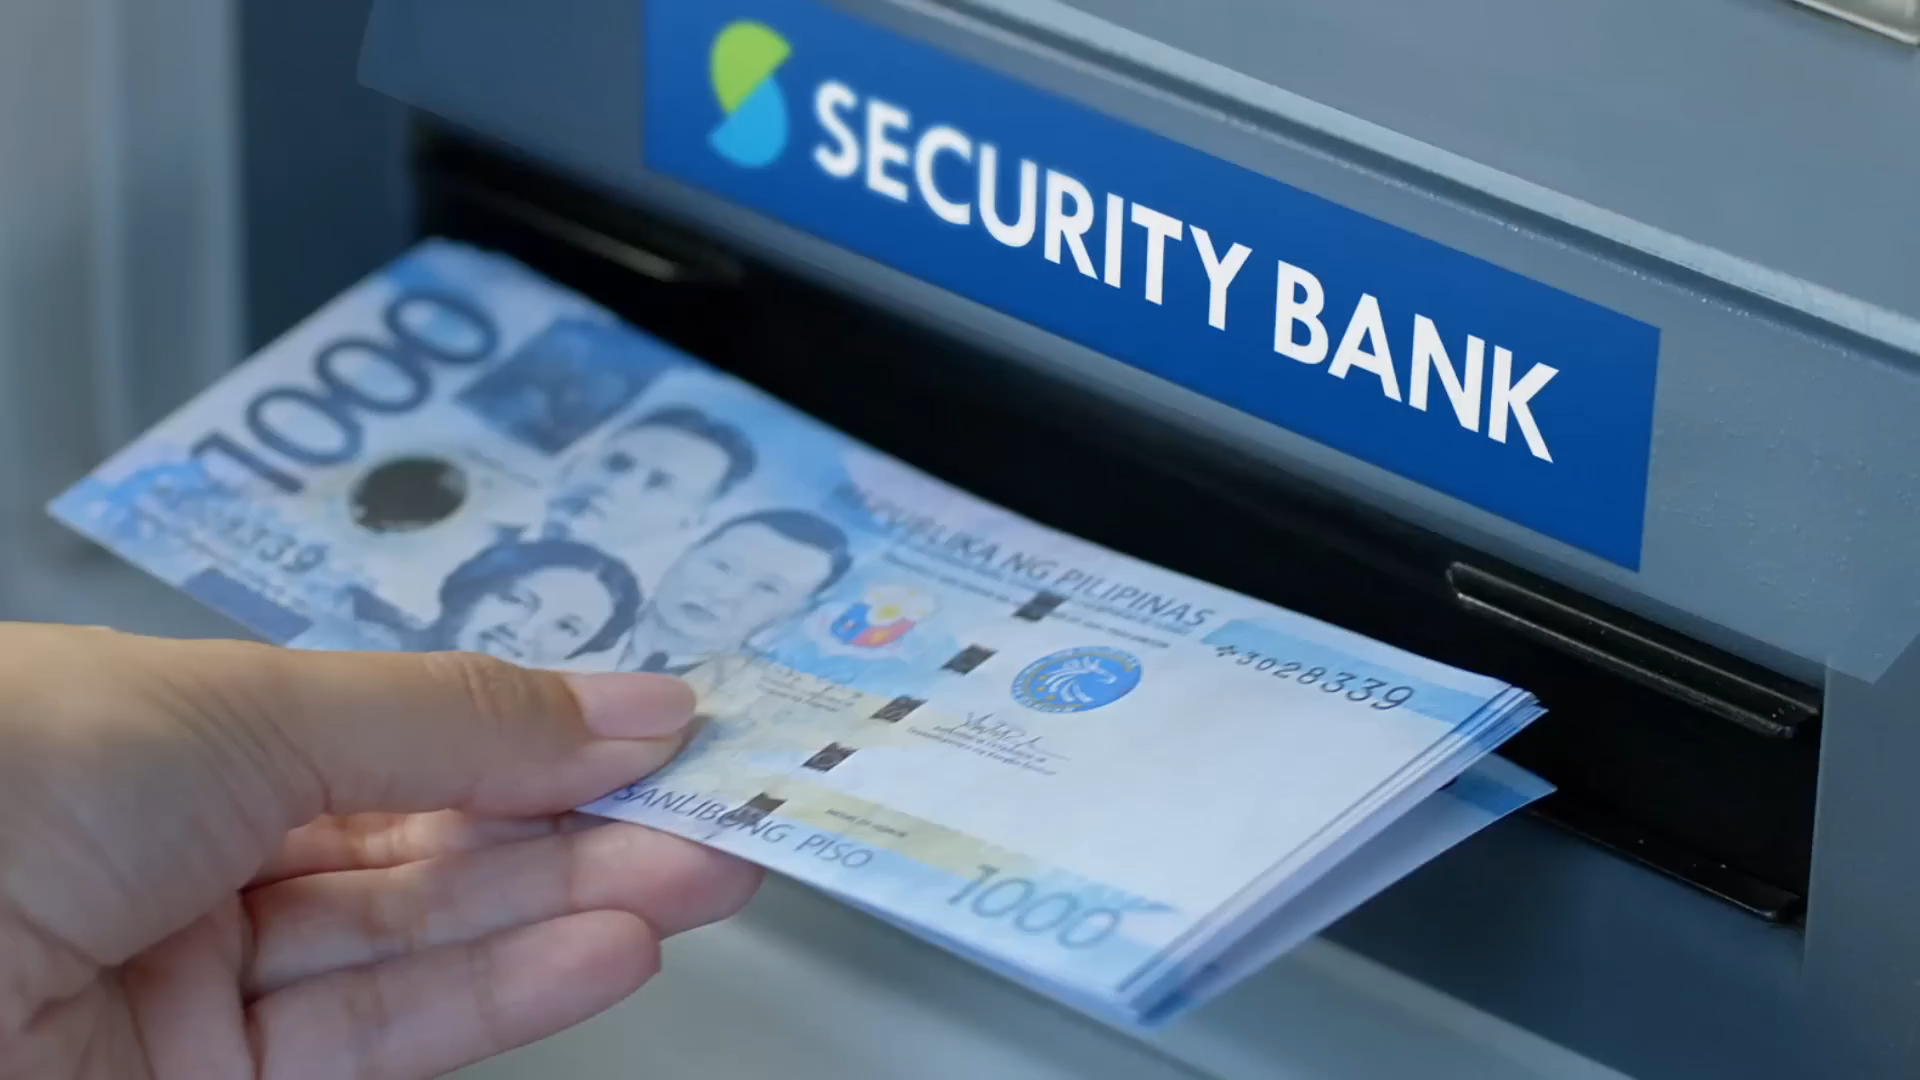 SECURITY BANK
1000
REPUBLIKA NG PILIPINAS
3028339
SANLIBONG PISO
1000